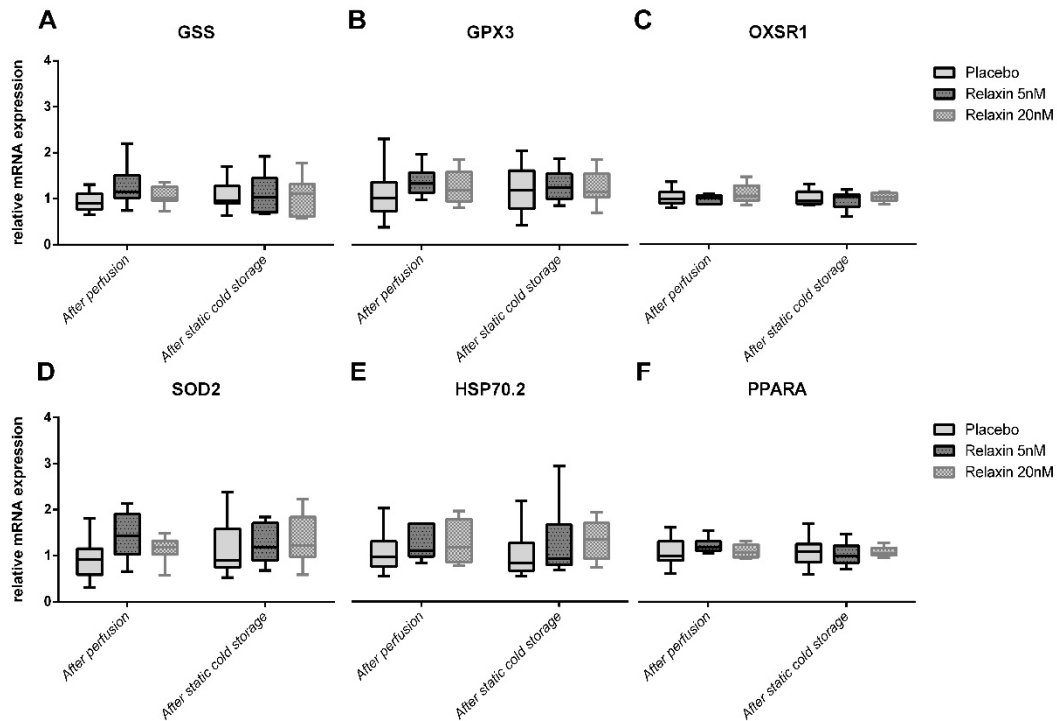 A
GSS
B
GPX3
C
OXSR1
relative mRNA expression
4
3
2
1
0
Placebo
Relaxin 5nM
Relaxin 20nM
After perfusion
After static cold storage
After perfusion
After static cold storage
After perfusion
After static cold storage
D
SOD2
E
HSP70.2
F
PPARA
relative mRNA expression
4
3
2
1
0
Placebo
Relaxin 5nM
Relaxin 20nM
After perfusion
After static cold storage
After perfusion
After static cold storage
After perfusion
After static cold storage